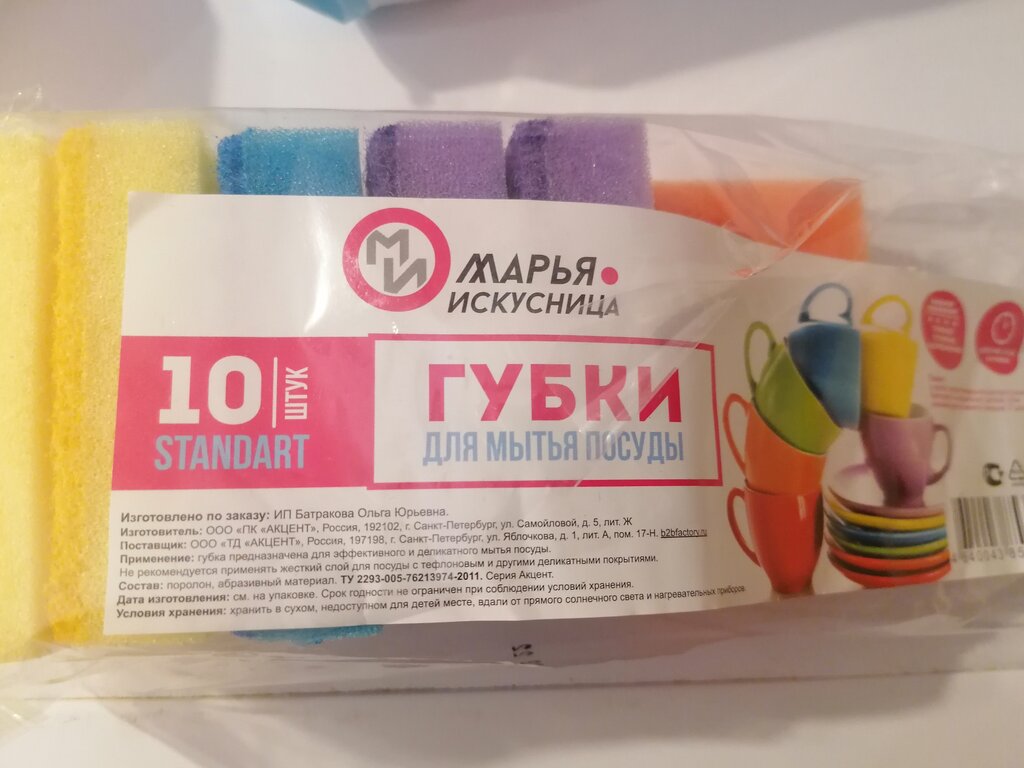 МИ
МАРЬЯ
ИСКУСНИЦА
10 ШТУК
STANDART
ГУБКИ
ДЛЯ МЫТЬЯ ПОСУДЫ
Изготовлено по заказу: ИП Батракова Ольга Юрьевна.
Изготовитель: ООО «ПК «АКЦЕНТ», Россия, 192102, г. Санкт-Петербург, ул. Самойловой, д. 5, лит. Ж
Поставщик: ООО «ТД «АКЦЕНТ», Россия, 197198, г. Санкт-Петербург, ул. Яблочкова, д. 1, лит. А, пом. 17-Н. b2bfactory.ru
Применение: губка предназначена для эффективного и деликатного мытья посуды.
Не рекомендуется применять жесткий слой для посуды с тефлоновым и другими деликатными покрытиями.
Состав: поролон, абразивный материал. ТУ 2293-005-76213974-2011. Серия Акцент.
Дата изготовления: см. на упаковке. Срок годности не ограничен при соблюдении условий хранения.
Условия хранения: хранить в сухом, недоступном для детей месте, вдали от прямого солнечного света и нагревательных приборов.